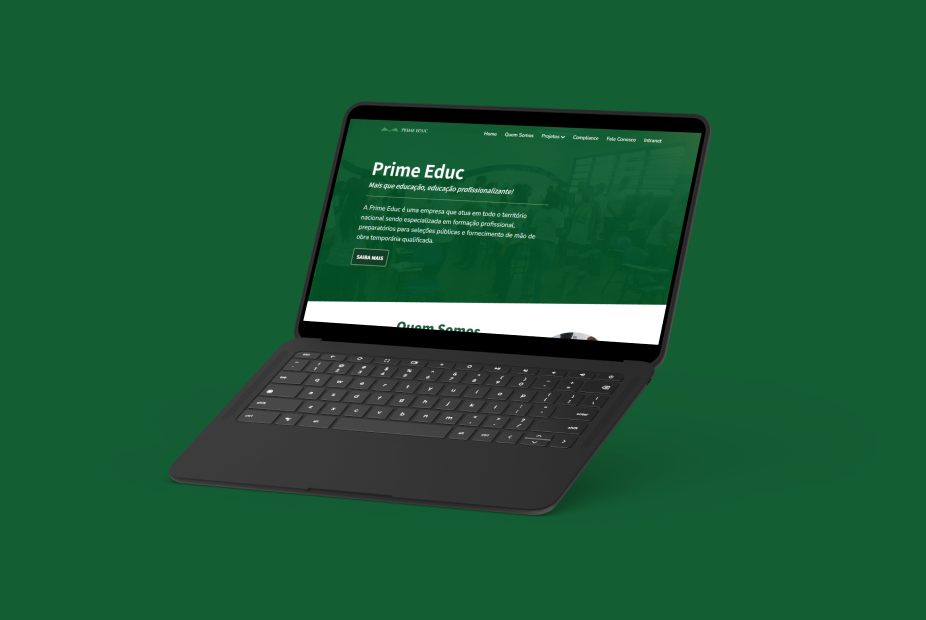 PRIME EDUC
Home Quem Somos Projetos Compliance Fale Conosco Intranet
Prime Educ
Mais que educação, educação profissionalizante!
A Prime Educ é uma empresa que atua em todo o território
nacional sendo especializada em formação profissional,
preparatórios para seleções públicas e fornecimento de mão de
obra temporária qualificada.
SAIBA MAIS
Quem Somos
q w e r t y u i o p
a s d f g h j k l
z x c v b n m